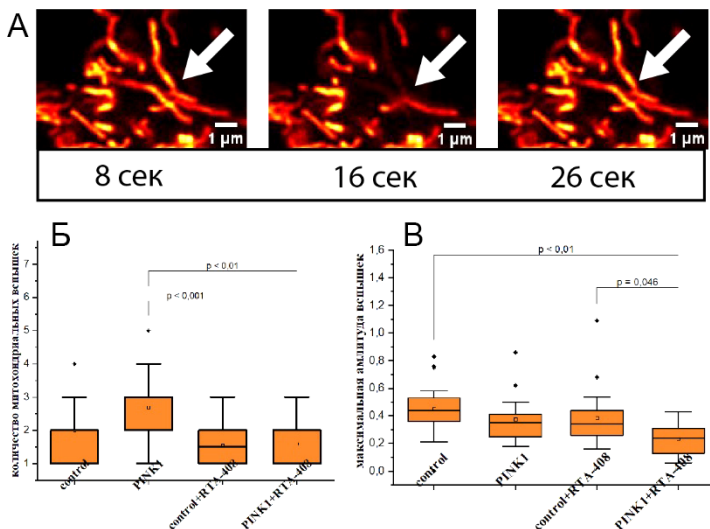 А
1 μm
1 μm
1 μm
8 сек
16 сек
26 сек
Б
количество митохондриальных вспышек
7
6
5
4
3
2
1
p < 0.01
p < 0,001
control
PINK1
control+RTA-402
PINK1+RTA-403
В
максимальная амлитуда вспышек
1,6
1,4
1,2
1,0
0,8
0,6
0,4
0,2
0,0
p < 0,01
p = 0,046
control
PINK1
control+RTA-408
PINK1+RTA-408